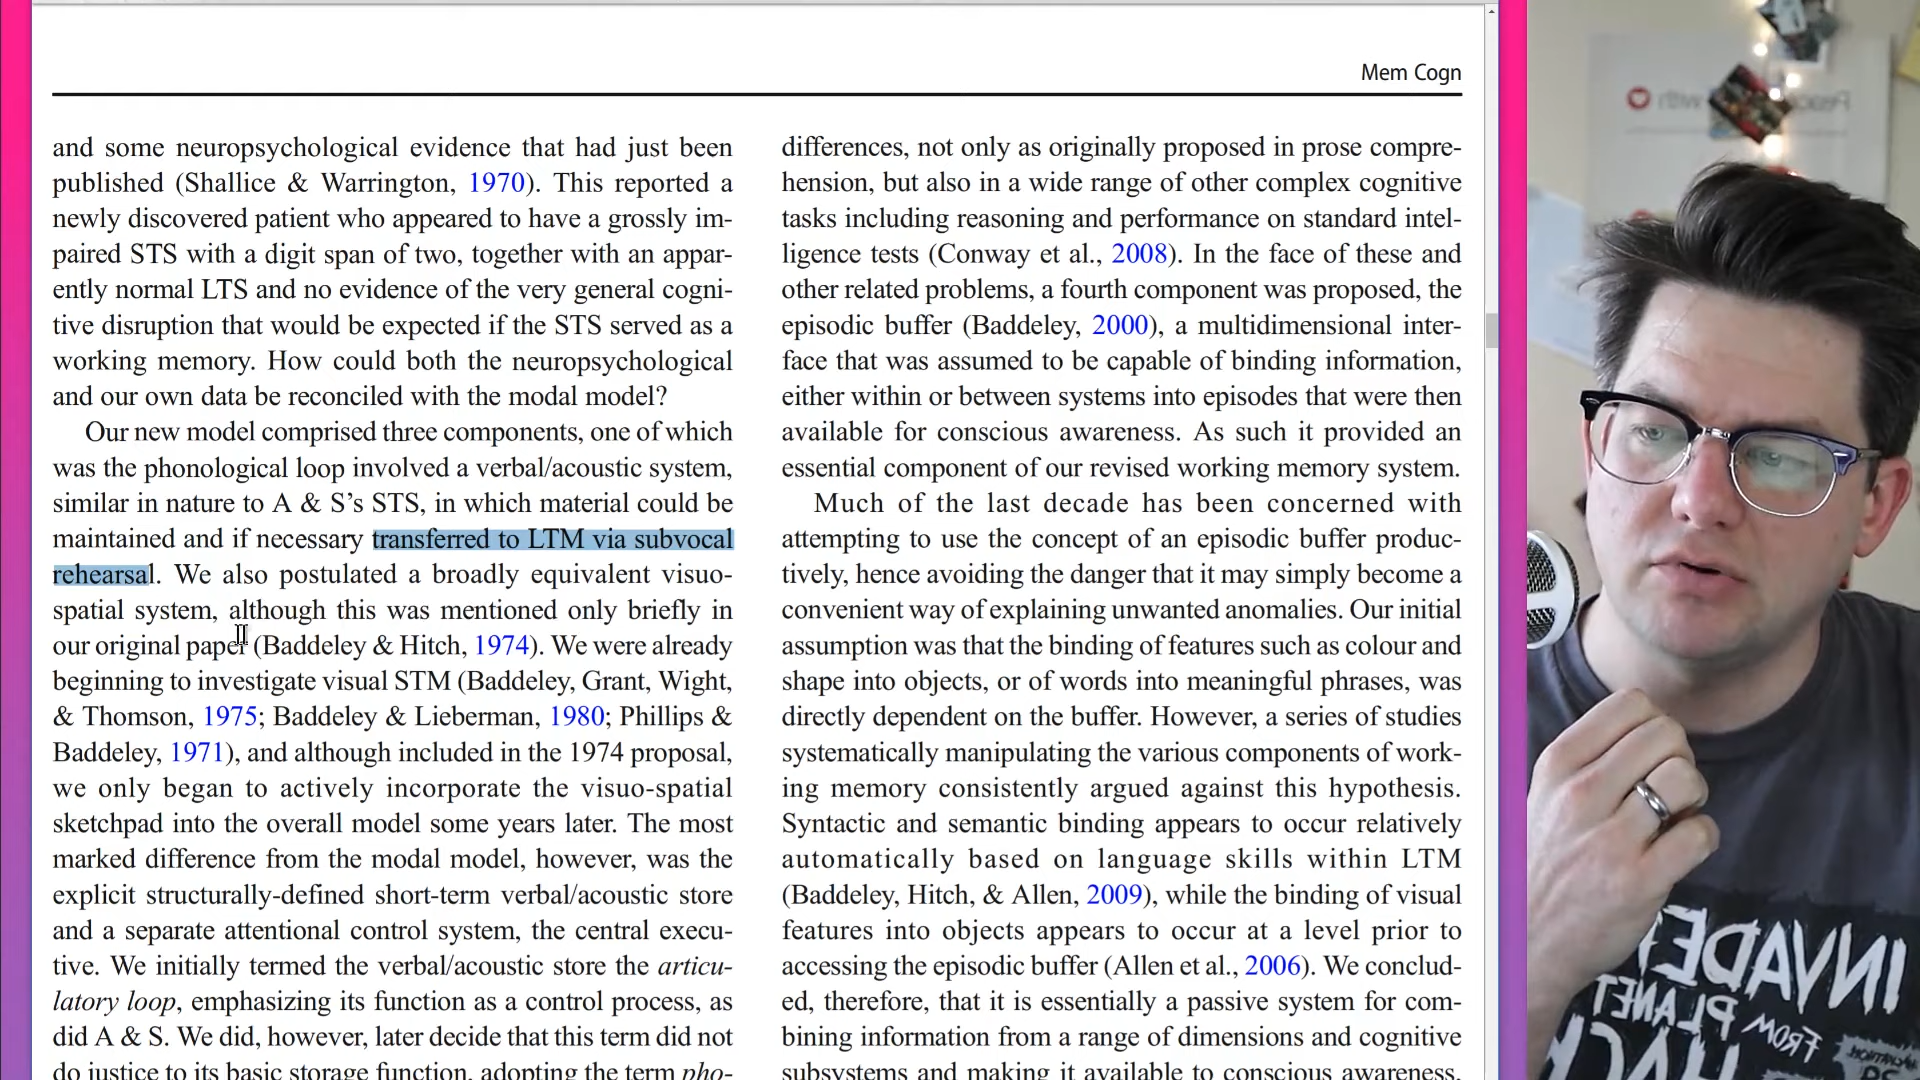 Mem Cogn
and some neuropsychological evidence that had just been
published (Shallice & Warrington, 1970). This reported a
newly discovered patient who appeared to have a grossly im-
paired STS with a digit span of two, together with an appar-
ently normal LTS and no evidence of the very general cogni-
tive disruption that would be expected if the STS served as a
working memory. How could both the neuropsychological
and our own data be reconciled with the modal model?
Our new model comprised three components, one of which
was the phonological loop involved a verbal/acoustic system,
similar in nature to A & S’s STS, in which material could be
maintained and if necessary transferred to LTM via subvocal
rehearsal. We also postulated a broadly equivalent visuo-
spatial system, although this was mentioned only briefly in
our original paper (Baddeley & Hitch, 1974). We were already
beginning to investigate visual STM (Baddeley, Grant, Wight,
& Thomson, 1975; Baddeley & Lieberman, 1980; Phillips &
Baddeley, 1971), and although included in the 1974 proposal,
we only began to actively incorporate the visuo-spatial
sketchpad into the overall model some years later. The most
marked difference from the modal model, however, was the
explicit structurally-defined short-term verbal/acoustic store
and a separate attentional control system, the central execu-
tive. We initially termed the verbal/acoustic store the articu-
latory loop, emphasizing its function as a control process, as
did A & S. We did, however, later decide that this term did not
do justice to its basic storage function, adopting the term pho-
differences, not only as originally proposed in prose compre-
hension, but also in a wide range of other complex cognitive
tasks including reasoning and performance on standard intel-
ligence tests (Conway et al., 2008). In the face of these and
other related problems, a fourth component was proposed, the
episodic buffer (Baddeley, 2000), a multidimensional inter-
face that was assumed to be capable of binding information,
either within or between systems into episodes that were then
available for conscious awareness. As such it provided an
essential component of our revised working memory system.
Much of the last decade has been concerned with
attempting to use the concept of an episodic buffer produc-
tively, hence avoiding the danger that it may simply become a
convenient way of explaining unwanted anomalies. Our initial
assumption was that the binding of features such as colour and
shape into objects, or of words into meaningful phrases, was
directly dependent on the buffer. However, a series of studies
systematically manipulating the various components of work-
ing memory consistently argued against this hypothesis.
Syntactic and semantic binding appears to occur relatively
automatically based on language skills within LTM
(Baddeley, Hitch, & Allen, 2009), while the binding of visual
features into objects appears to occur at a level prior to
accessing the episodic buffer (Allen et al., 2006). We conclud-
ed, therefore, that it is essentially a passive system for com-
bining information from a range of dimensions and cognitive
subsystems and making it available to conscious awareness.
with
INVADE
FROM PLANET
HACK